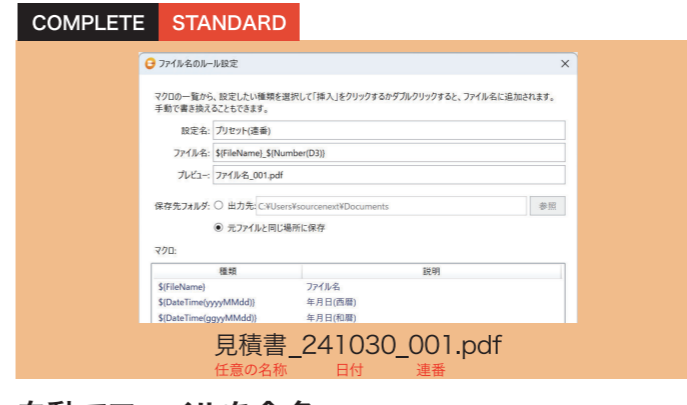 COMPLETE STANDARD
ファイル名のルール設定
マクロの一覧から、設定したい種類を選択して「挿入」をクリックするかダブルクリックすると、ファイル名に追加されます。
手動で書き換えることもできます。
設定名: プリセット(連番)
ファイル名: $(FileName)_$(Number(D3))
プレビュー: ファイル名_001.pdf
保存先フォルダ: 出力先: C:¥Users¥sourcenext¥Documents 参照
元ファイルと同じ場所に保存
マクロ:
種類 説明
$(FileName) ファイル名
$(DateTime(yyyyMMdd)) 年月日(西暦)
$(DateTime(ggyyMMdd)) 年月日(和暦)
見積書_241030_001.pdf
任意の名称 日付 連番